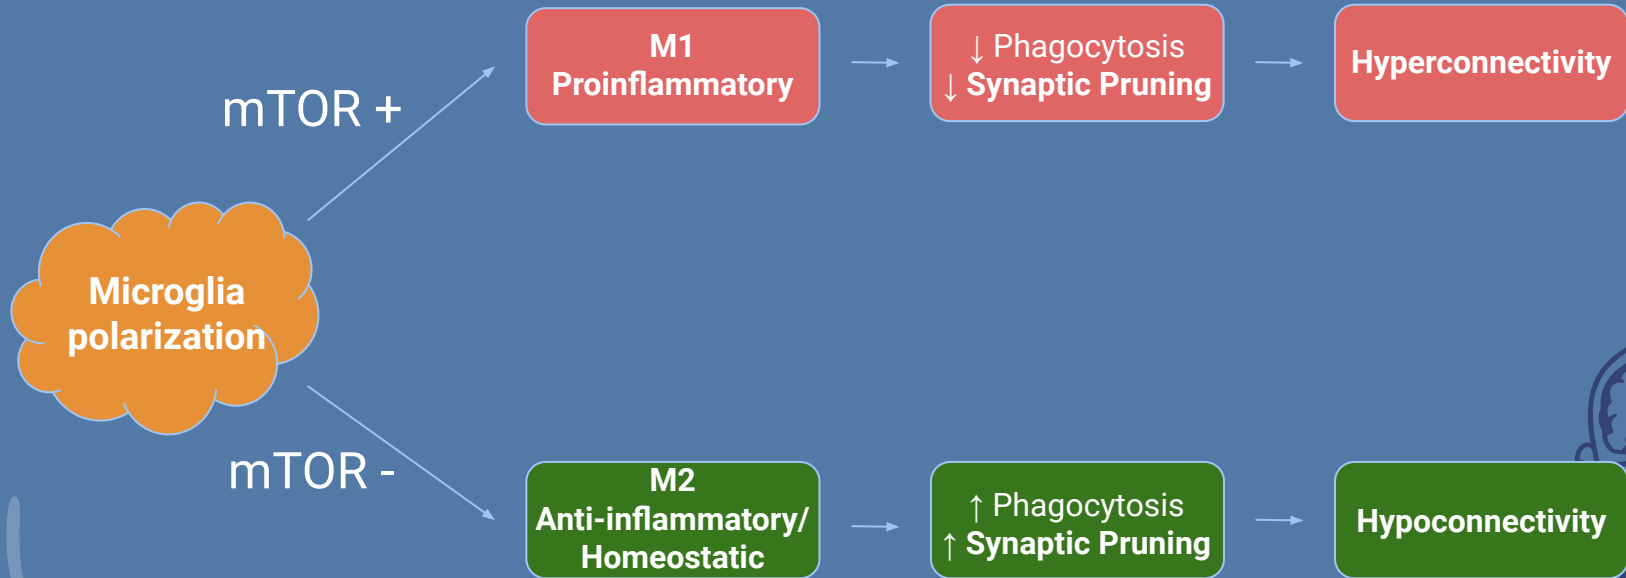 mTOR +
M1
Proinflammatory
↓ Phagocytosis
↓ Synaptic Pruning
Hyperconnectivity
Microglia
polarization
mTOR -
M2
Anti-inflammatory/
Homeostatic
↑ Phagocytosis
↑ Synaptic Pruning
Hypoconnectivity